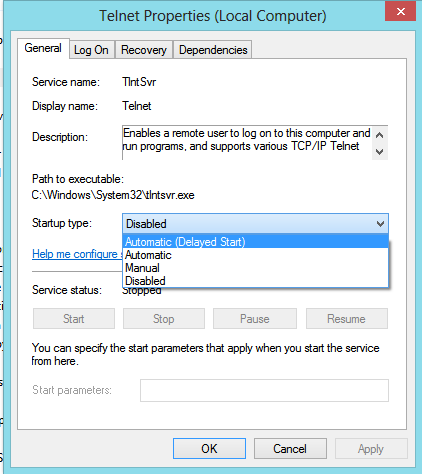 Telnet Properties (Local Computer)
General Log On Recovery Dependencies
Service name: TlntSvr
Display name: Telnet
Description: Enables a remote user to log on to this computer and
run programs, and supports various TCP/IP Telnet
Path to executable:
C:\Windows\System32\tlntsvr.exe
Startup type: Disabled
Automatic (Delayed Start)
Automatic
Manual
Disabled
Help me configure
Service status: Stopped
Start Stop Pause Resume
You can specify the start parameters that apply when you start the service
from here.
Start parameters:
OK Cancel Apply